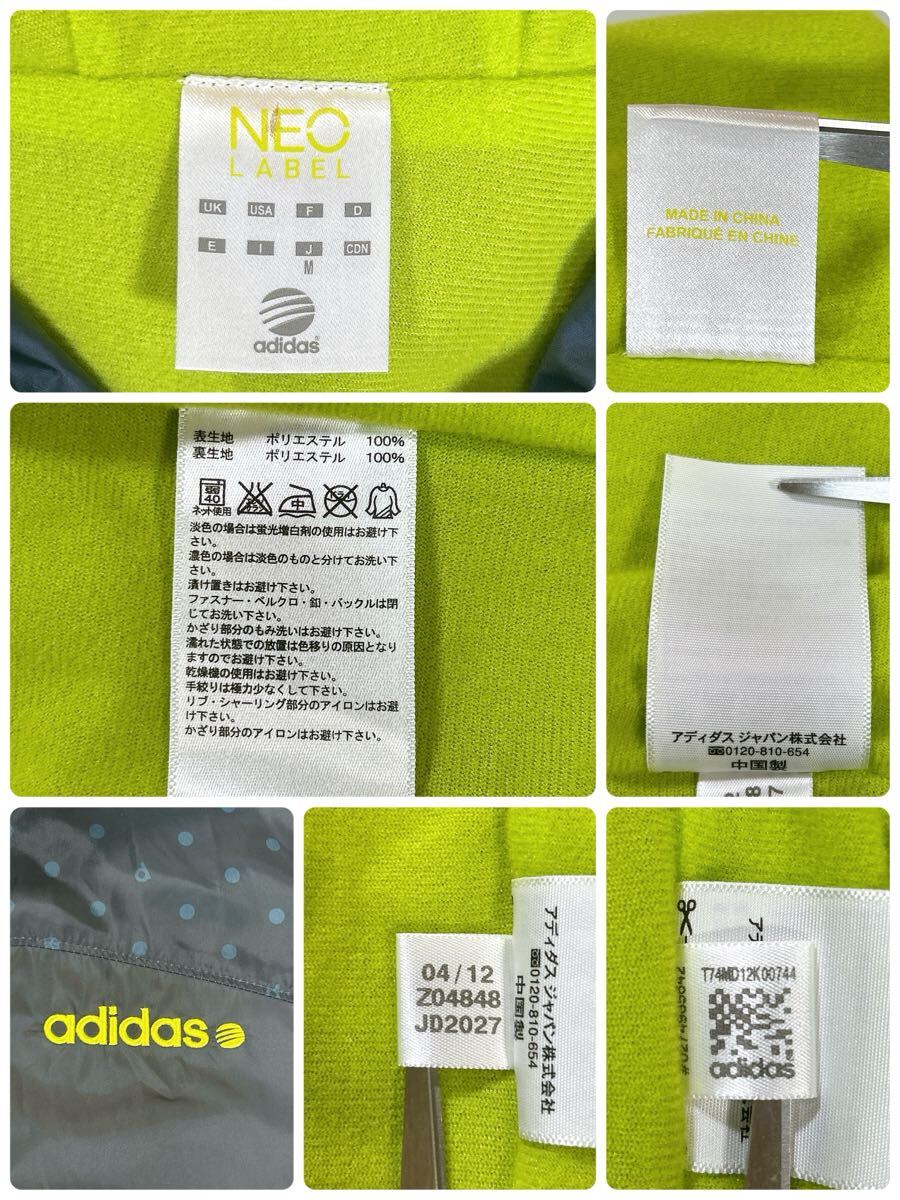 NEO
LABEL
UK USA F D
E I J CDN
M
adidas
MADE IN CHINA
FABRIQUÉ EN CHINE
表生地 ポリエステル 100%
裏生地 ポリエステル 100%
弱
40
中
ネット使用
淡色の場合は蛍光増白剤の使用はお避け下
さい。
濃色の場合は淡色のものと分けてお洗い下
さい。
漬け置きはお避け下さい。
ファスナー・ベルクロ・釦・バックルは閉
じてお洗い下さい。
かざり部分のもみ洗いはお避け下さい。
濡れた状態での放置は色移りの原因となり
ますのでお避け下さい。
乾燥機の使用はお避け下さい。
手絞りは極力少なくして下さい。
リブ・シャーリング部分のアイロンはお避け下さい。
かざり部分のアイロンはお避け下さい。
アディダス ジャパン株式会社
0120-810-654
中国製
adidas
04/12
Z04848
JD2027
アディダス ジャパン株式会社
0120-810-654
中国製
T74MD12K00744
adidas